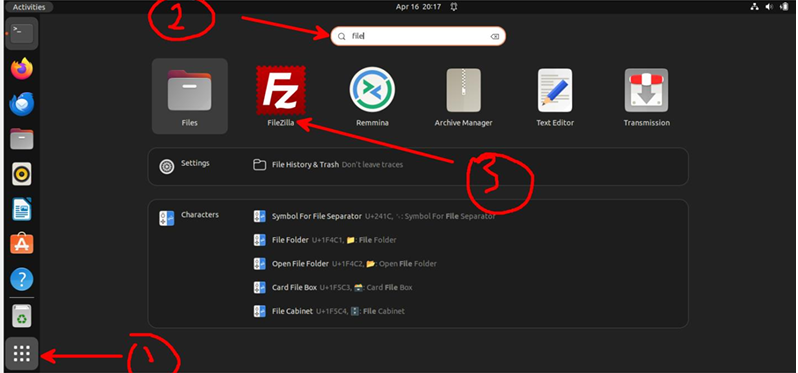 Activities
Apr 16 20:17
2
file
Fz
Files
FileZilla
Remmina
Archive Manager
Text Editor
Transmission
3
Settings
File History & Trash Don't leave traces
Characters
Symbol For File Separator U+241C, ␜: Symbol For File Separator
File Folder U+1F4C1, 📁: File Folder
Open File Folder U+1F4C2, 📂: Open File Folder
Card File Box U+1F5C3, 🗃: Card File Box
File Cabinet U+1F5C4, 🗄: File Cabinet
1